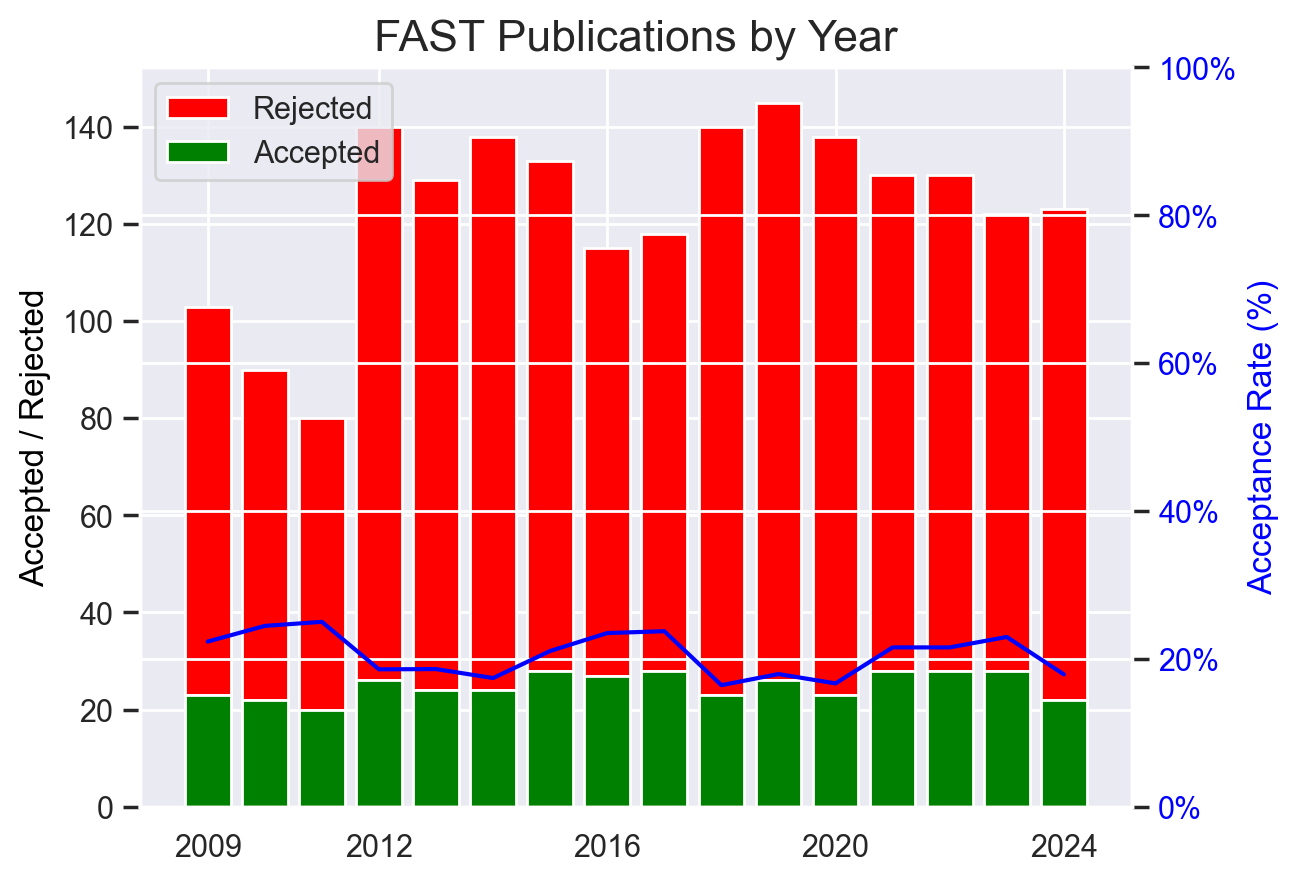 FAST Publications by Year
Rejected
Accepted
140
120
100
80
60
40
20
0
Accepted / Rejected
100%
80%
60%
40%
20%
0%
Acceptance Rate (%)
2009 2012 2016 2020 2024